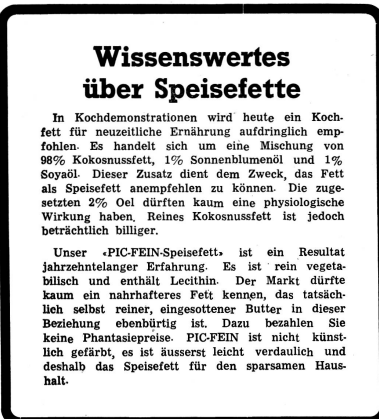 Wissenswertes
über Speisefette
In Kochdemonstrationen wird heute ein Koch-
fett für neuzeitliche Ernährung aufdringlich emp-
fohlen. Es handelt sich um eine Mischung von
98% Kokosnussfett, 1% Sonnenblumenöl und 1%
Soyaöl. Dieser Zusatz dient dem Zweck, das Fett
als Speisefett anempfehlen zu können. Die zuge-
setzten 2% Oel dürften kaum eine physiologische
Wirkung haben. Reines Kokosnussfett ist jedoch
beträchtlich billiger.
Unser «PIC-FEIN-Speisefett» ist ein Resultat
jahrzehntelanger Erfahrung. Es ist rein vegeta-
bilisch und enthält Lecithin. Der Markt dürfte
kaum ein nahrhafteres Fett kennen, das tatsäch-
lich selbst reiner, eingesottener Butter in dieser
Beziehung ebenbürtig ist. Dazu bezahlen Sie
keine Phantasiepreise. PIC-FEIN ist nicht künst-
lich gefärbt, es ist äusserst leicht verdaulich und
deshalb das Speisefett für den sparsamen Haus-
halt.